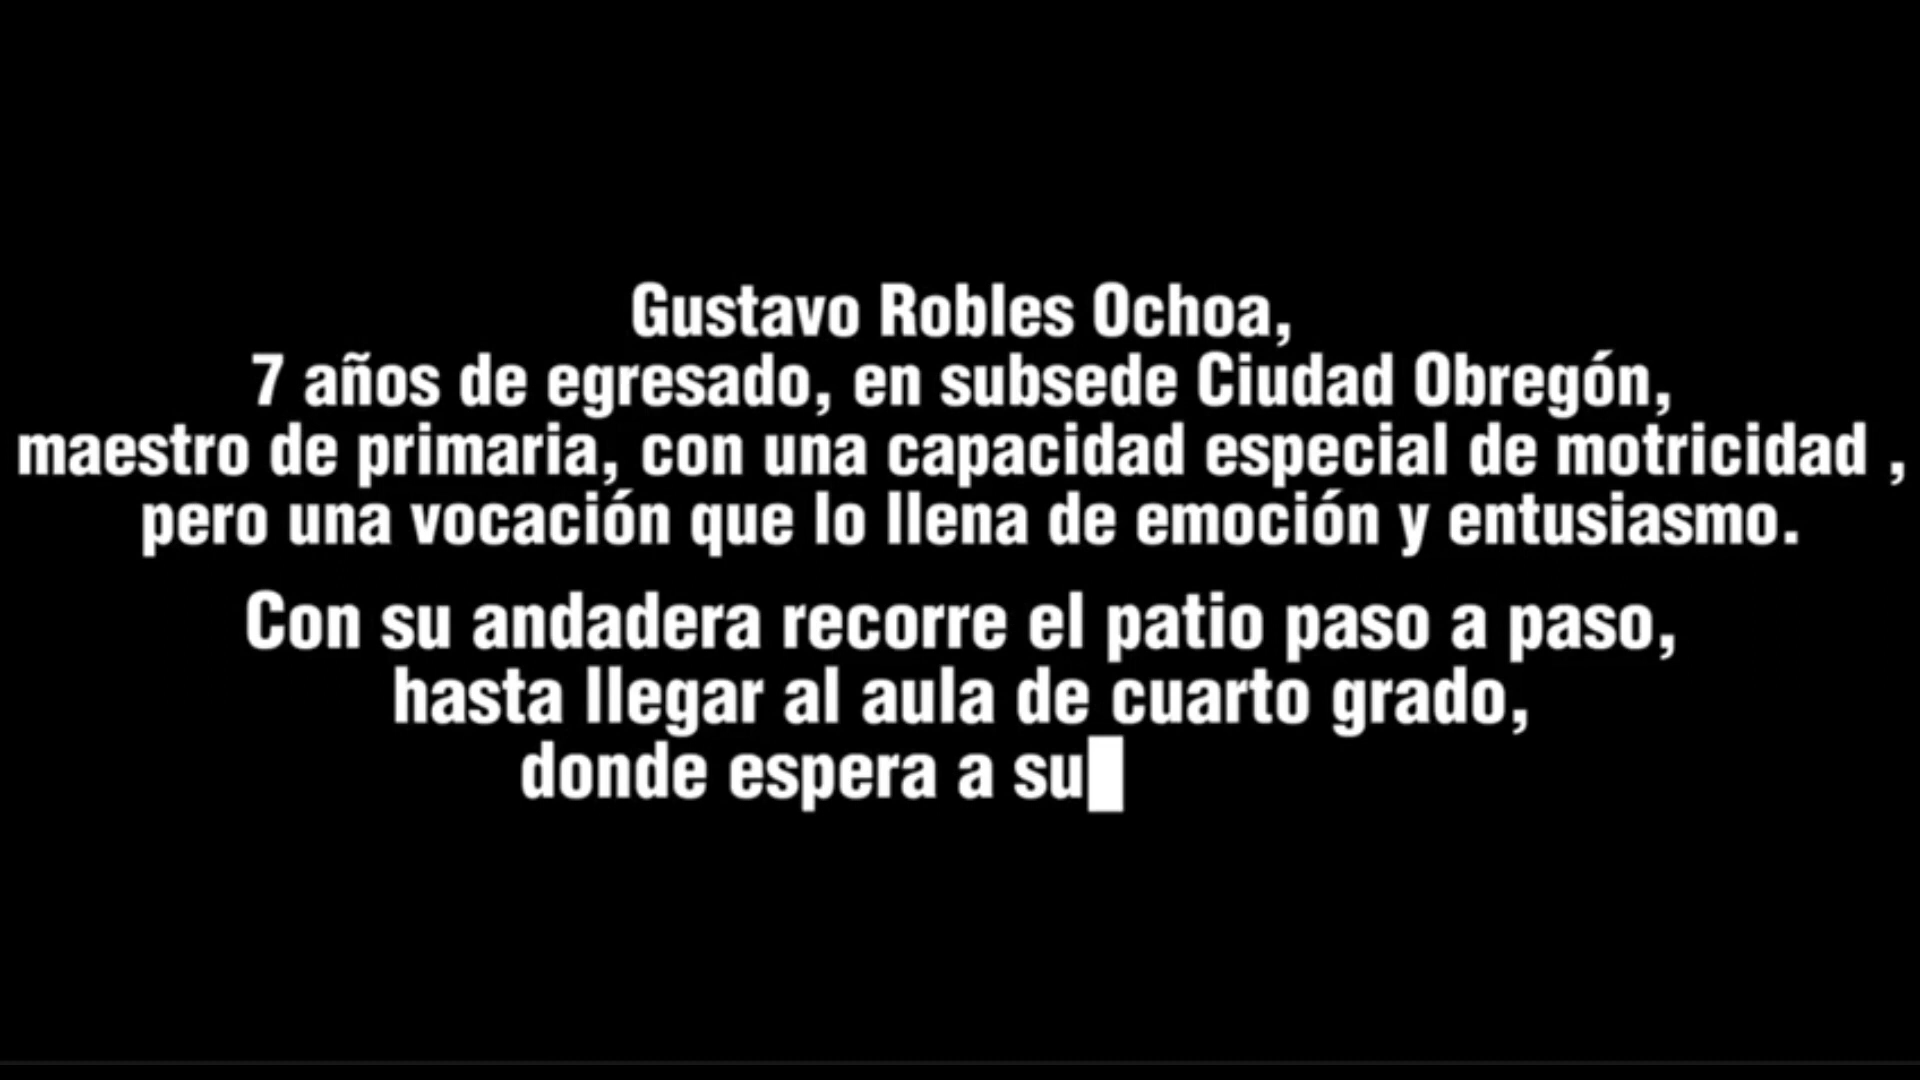 Gustavo Robles Ochoa,
7 años de egresado, en subsede Ciudad Obregón,
maestro de primaria, con una capacidad especial de motricidad ,
pero una vocación que lo llena de emoción y entusiasmo.
Con su andadera recorre el patio paso a paso,
hasta llegar al aula de cuarto grado,
donde espera a su